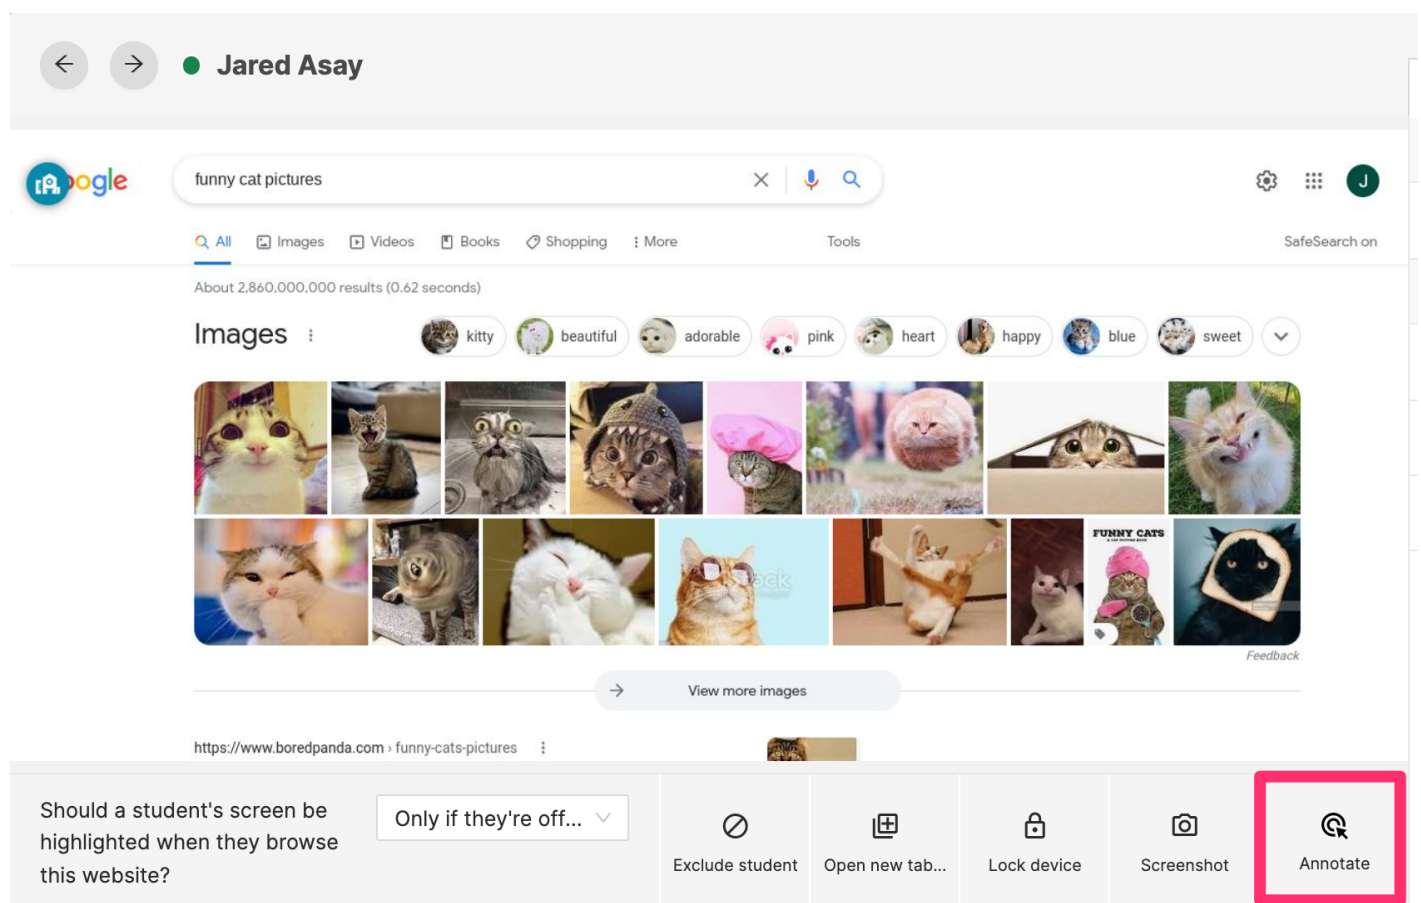 Jared Asay
oogle
funny cat pictures
J
All Images Videos Books Shopping More Tools SafeSearch on
About 2,860,000,000 results (0.62 seconds)
Images kitty beautiful adorable pink heart happy blue sweet
FUNNY CATS
Feedback
View more images
https://www.boredpanda.com › funny-cats-pictures
Should a student's screen be
highlighted when they browse
this website?
Only if they're off...
Exclude student Open new tab... Lock device Screenshot Annotate